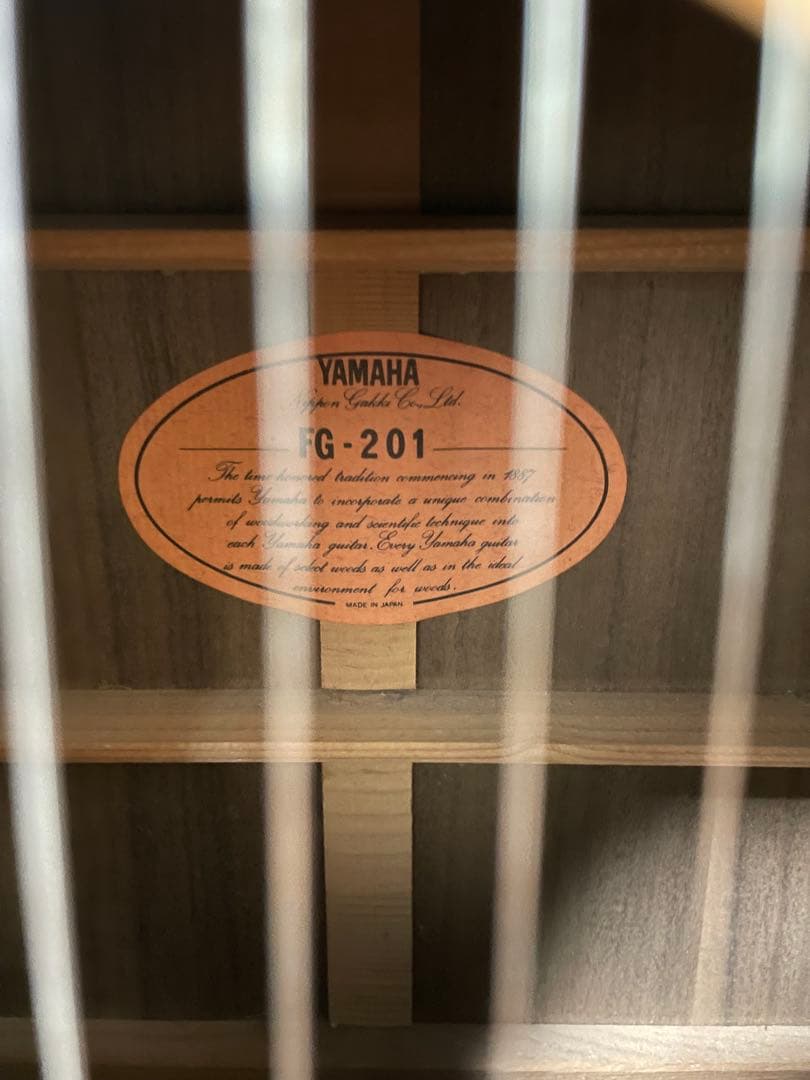 YAMAHA
Nippon Gakki Co., Ltd.
FG-201
The time-honored tradition commencing in 1887
permits Yamaha to incorporate a unique combination
of woodworking and scientific technique into
each Yamaha guitar. Every Yamaha guitar
is made of select woods as well as in the ideal
environment for woods.
MADE IN JAPAN